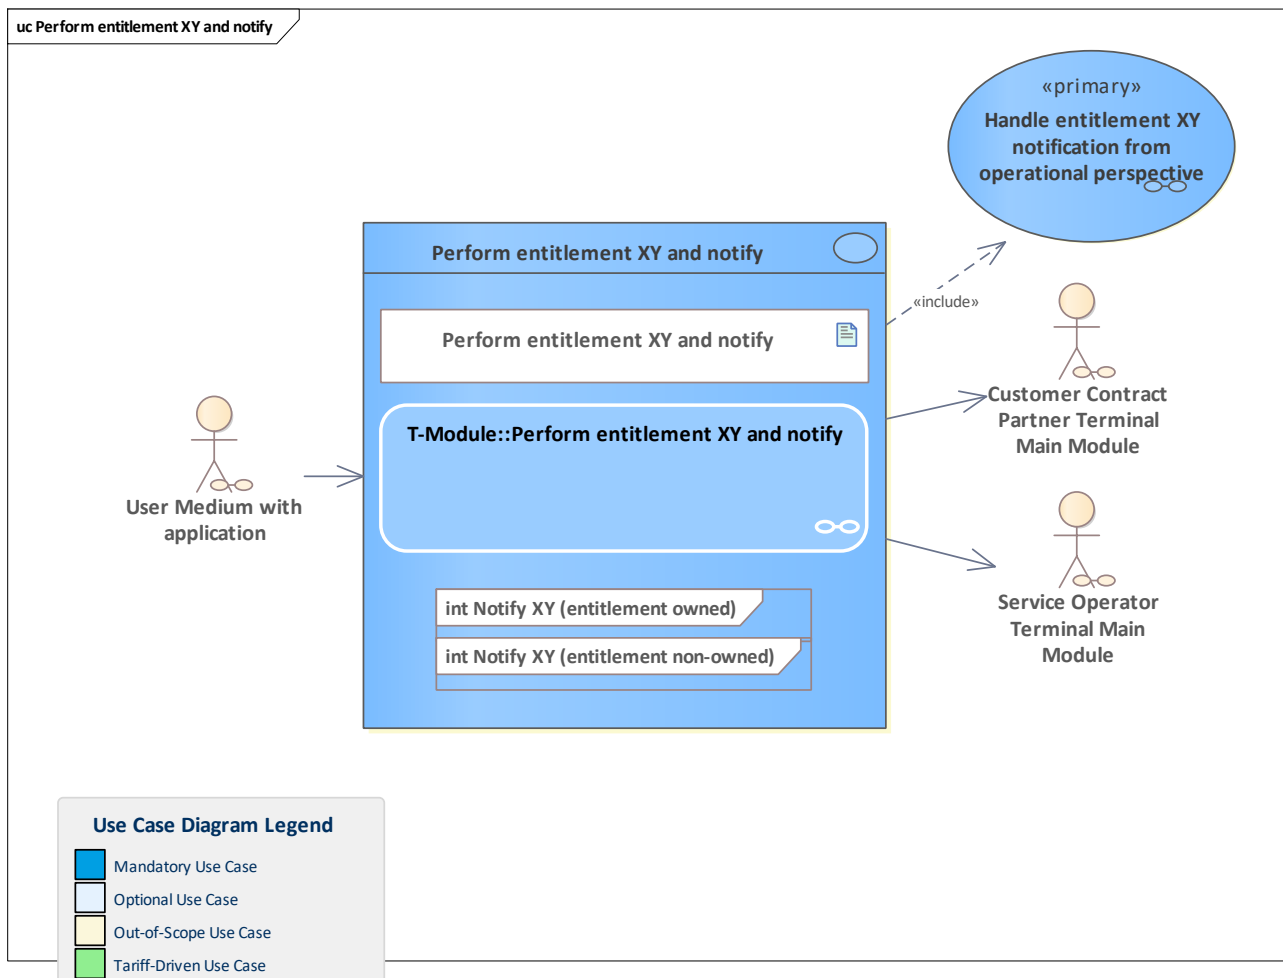 uc Perform entitlement XY and notify
«primary»
Handle entitlement XY
notification from
operational perspective
Perform entitlement XY and notify
«include»
Perform entitlement XY and notify
T-Module::Perform entitlement XY and notify
User Medium with
application
Customer Contract
Partner Terminal
Main Module
int Notify XY (entitlement owned)
int Notify XY (entitlement non-owned)
Service Operator
Terminal Main
Module
Use Case Diagram Legend
Mandatory Use Case
Optional Use Case
Out-of-Scope Use Case
Tariff-Driven Use Case